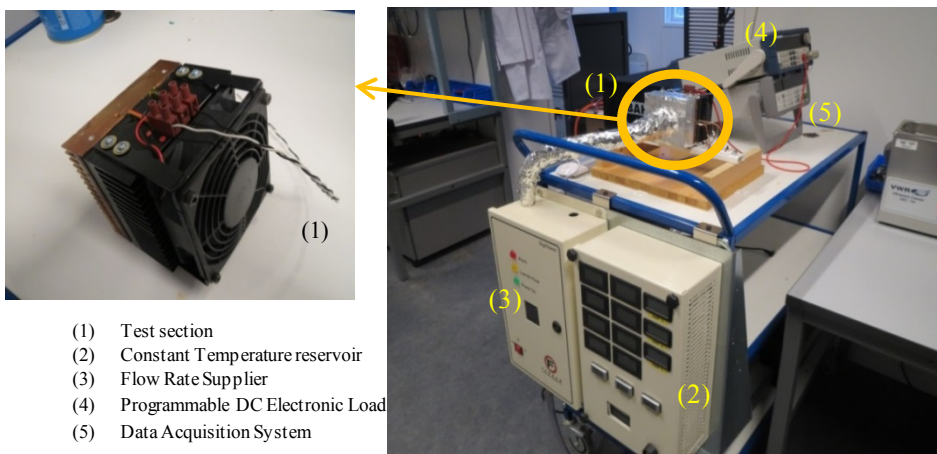 (1)
(1)
(4)
(5)
(3)
(2)
VWR
(1) Test section
(2) Constant Temperature reservoir
(3) Flow Rate Supplier
(4) Programmable DC Electronic Load
(5) Data Acquisition System